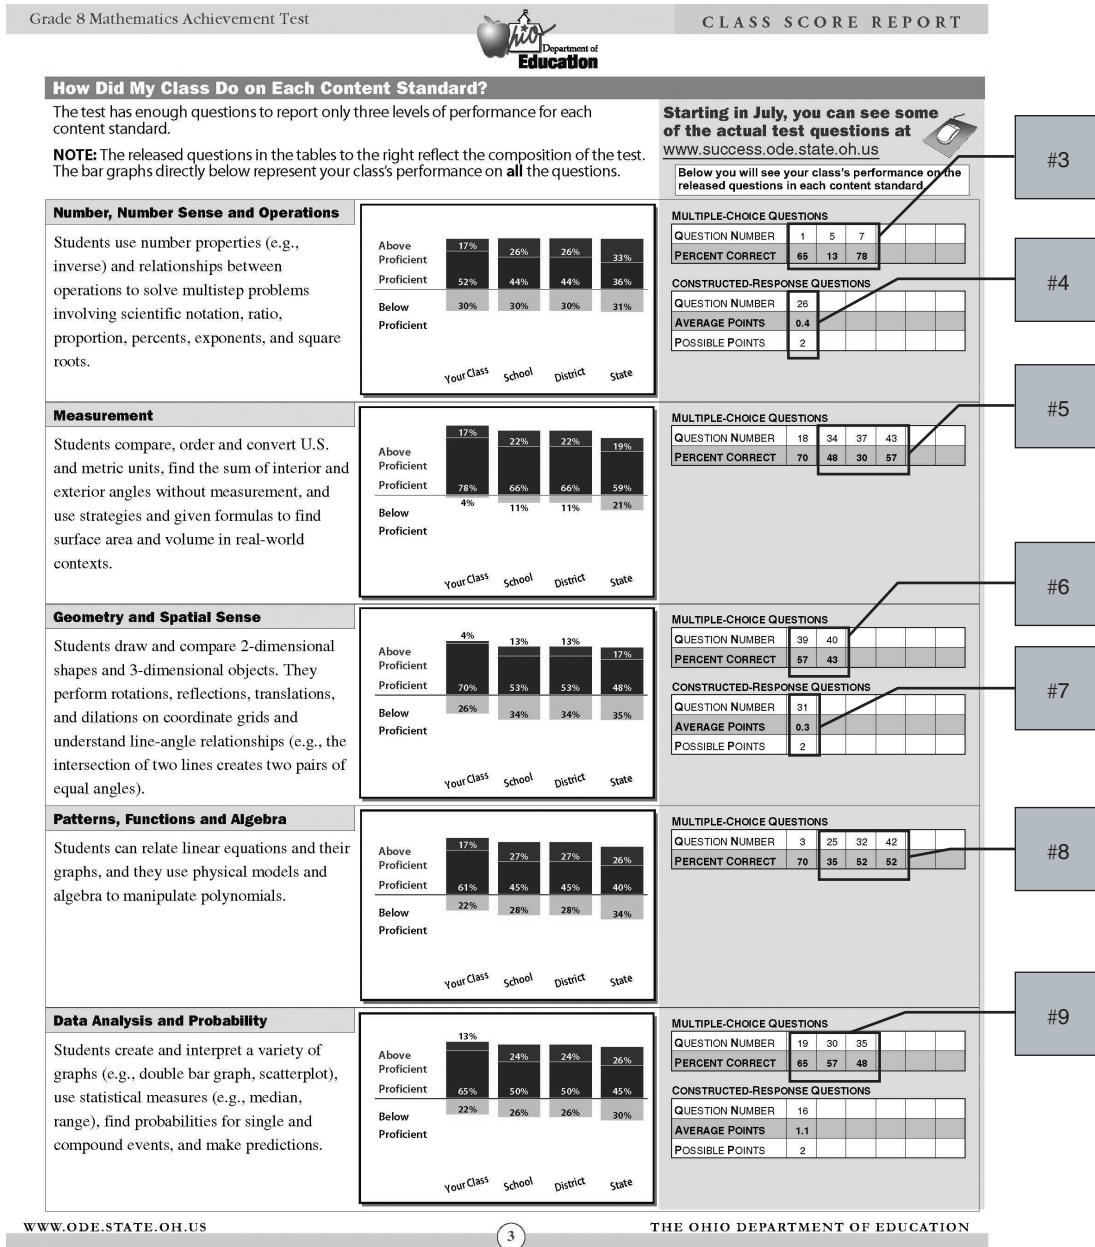 Grade 8 Mathematics Achievement Test
CLASS SCORE REPORT
Ohio
Department of
Education
How Did My Class Do on Each Content Standard?
The test has enough questions to report only three levels of performance for each
content standard.
NOTE: The released questions in the tables to the right reflect the composition of the test.
The bar graphs directly below represent your class's performance on all the questions.
Starting in July, you can see some
of the actual test questions at
www.success.ode.state.oh.us
Below you will see your class's performance on the
released questions in each content standard.
#3
Number, Number Sense and Operations
Students use number properties (e.g.,
inverse) and relationships between
operations to solve multistep problems
involving scientific notation, ratio,
proportion, percents, exponents, and square
roots.
Above
Proficient
17% 26% 26% 33%
Proficient 52% 44% 44% 36%
Below
Proficient
30% 30% 30% 31%
Your Class School District State
MULTIPLE-CHOICE QUESTIONS
QUESTION NUMBER 1 5 7
PERCENT CORRECT 65 13 78
CONSTRUCTED-RESPONSE QUESTIONS
QUESTION NUMBER 26
AVERAGE POINTS 0.4
POSSIBLE POINTS 2
#4
Measurement
Students compare, order and convert U.S.
and metric units, find the sum of interior and
exterior angles without measurement, and
use strategies and given formulas to find
surface area and volume in real-world
contexts.
Above
Proficient
17% 22% 22% 19%
Proficient 78% 66% 66% 59%
Below
Proficient
4% 11% 11% 21%
Your Class School District State
MULTIPLE-CHOICE QUESTIONS
QUESTION NUMBER 18 34 37 43
PERCENT CORRECT 70 48 30 57
#5
Geometry and Spatial Sense
Students draw and compare 2-dimensional
shapes and 3-dimensional objects. They
perform rotations, reflections, translations,
and dilations on coordinate grids and
understand line-angle relationships (e.g., the
intersection of two lines creates two pairs of
equal angles).
Above
Proficient
4% 13% 13% 17%
Proficient 70% 53% 53% 48%
Below
Proficient
26% 34% 34% 35%
Your Class School District State
MULTIPLE-CHOICE QUESTIONS
QUESTION NUMBER 39 40
PERCENT CORRECT 57 43
#6
CONSTRUCTED-RESPONSE QUESTIONS
QUESTION NUMBER 31
AVERAGE POINTS 0.3
POSSIBLE POINTS 2
#7
Patterns, Functions and Algebra
Students can relate linear equations and their
graphs, and they use physical models and
algebra to manipulate polynomials.
Above
Proficient
17% 27% 27% 26%
Proficient 61% 45% 45% 40%
Below
Proficient
22% 28% 28% 34%
Your Class School District State
MULTIPLE-CHOICE QUESTIONS
QUESTION NUMBER 3 25 32 42
PERCENT CORRECT 70 35 52 52
#8
Data Analysis and Probability
Students create and interpret a variety of
graphs (e.g., double bar graph, scatterplot),
use statistical measures (e.g., median,
range), find probabilities for single and
compound events, and make predictions.
Above
Proficient
13% 24% 24% 26%
Proficient 65% 50% 50% 45%
Below
Proficient
22% 26% 26% 30%
Your Class School District State
MULTIPLE-CHOICE QUESTIONS
QUESTION NUMBER 19 30 35
PERCENT CORRECT 65 57 48
#9
CONSTRUCTED-RESPONSE QUESTIONS
QUESTION NUMBER 16
AVERAGE POINTS 1.1
POSSIBLE POINTS 2
WWW.ODE.STATE.OH.US
3
THE OHIO DEPARTMENT OF EDUCATION